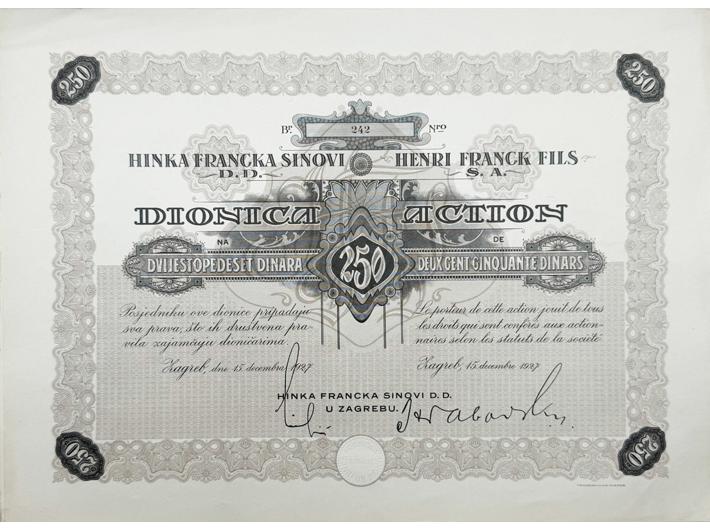 250
250
Br. 242 Nro
HINKA FRANCKA SINOVI
D. D.
HENRI FRANCK FILS
S. A.
DIONICA
ACTION
NA
DE
DVIJESTOPEDESET DINARA
250
DEUX CENT CINQUANTE DINARS
Posjedniku ove dionice pripadaju
sva prava, što ih društvena pra-
vila zajamčuju dioničarima.
Zagreb, dne 15 decembra 1927
Le porteur de cette action jouit de tous
les droits qui sont conferés aux action-
naires selon les statuts de la société
Zagreb, 15 decembre 1927
HINKA FRANCKA SINOVI D. D.
U ZAGREBU.
250
250